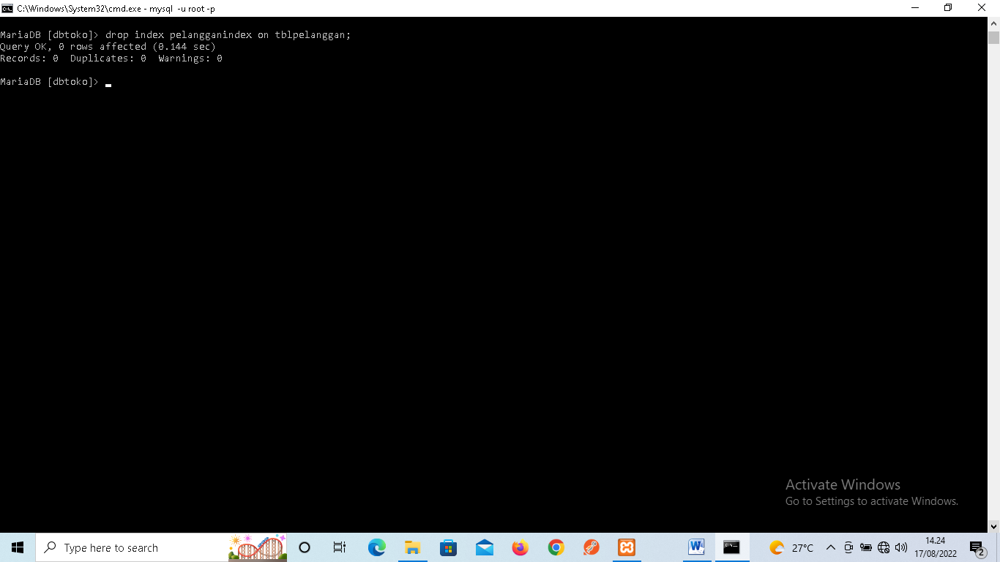 C:\Windows\System32\cmd.exe - mysql -u root -p
MariaDB [dbtoko]> drop index pelangganindex on tblpelanggan;
Query OK, 0 rows affected (0.144 sec)
Records: 0  Duplicates: 0  Warnings: 0
MariaDB [dbtoko]>
Activate Windows
Go to Settings to activate Windows.
Type here to search
27°C
14.24
17/08/2022
2